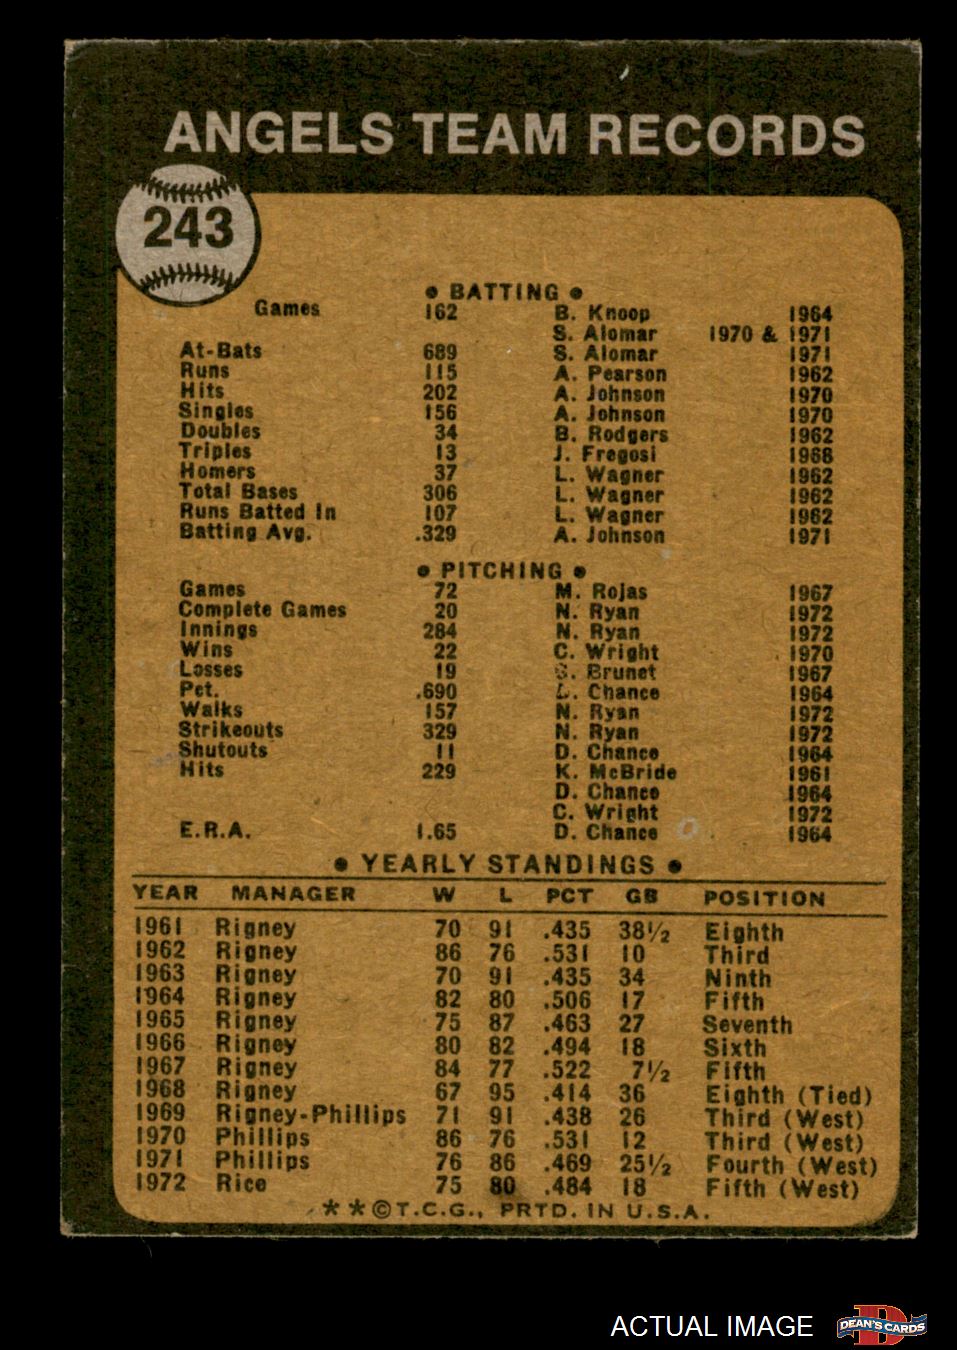 ANGELS TEAM RECORDS
243
● BATTING ●
Games 162 B. Knoop 1964
S. Alomar 1970 & 1971
At-Bats 689 S. Alomar 1971
Runs 115 A. Pearson 1962
Hits 202 A. Johnson 1970
Singles 156 A. Johnson 1970
Doubles 34 B. Rodgers 1962
Triples 13 J. Fregosi 1968
Homers 37 L. Wagner 1962
Total Bases 306 L. Wagner 1962
Runs Batted In 107 L. Wagner 1962
Batting Avg. .329 A. Johnson 1971
● PITCHING ●
Games 72 M. Rojas 1967
Complete Games 20 N. Ryan 1972
Innings 284 N. Ryan 1972
Wins 22 C. Wright 1970
Losses 19 Brunet 1967
Pct. .690 Chance 1964
Walks 157 N. Ryan 1972
Strikeouts 329 N. Ryan 1972
Shutouts 11 D. Chance 1964
Hits 229 K. McBride 1961
D. Chance 1964
C. Wright 1972
E.R.A. 1.65 D. Chance 1964
● YEARLY STANDINGS ●
YEAR MANAGER W L PCT GB POSITION
1961 Rigney 70 91 .435 38½ Eighth
1962 Rigney 86 76 .531 10 Third
1963 Rigney 70 91 .435 34 Ninth
1964 Rigney 82 80 .506 17 Fifth
1965 Rigney 75 87 .463 27 Seventh
1966 Rigney 80 82 .494 18 Sixth
1967 Rigney 84 77 .522 7½ Fifth
1968 Rigney 67 95 .414 36 Eighth (Tied)
1969 Rigney-Phillips 71 91 .438 26 Third (West)
1970 Phillips 86 76 .531 12 Third (West)
1971 Phillips 76 86 .469 25½ Fourth (West)
1972 Rice 75 80 .484 18 Fifth (West)
* * © T.C.G., PRTD. IN U.S.A.
ACTUAL IMAGE
D
DEAN'S CARDS